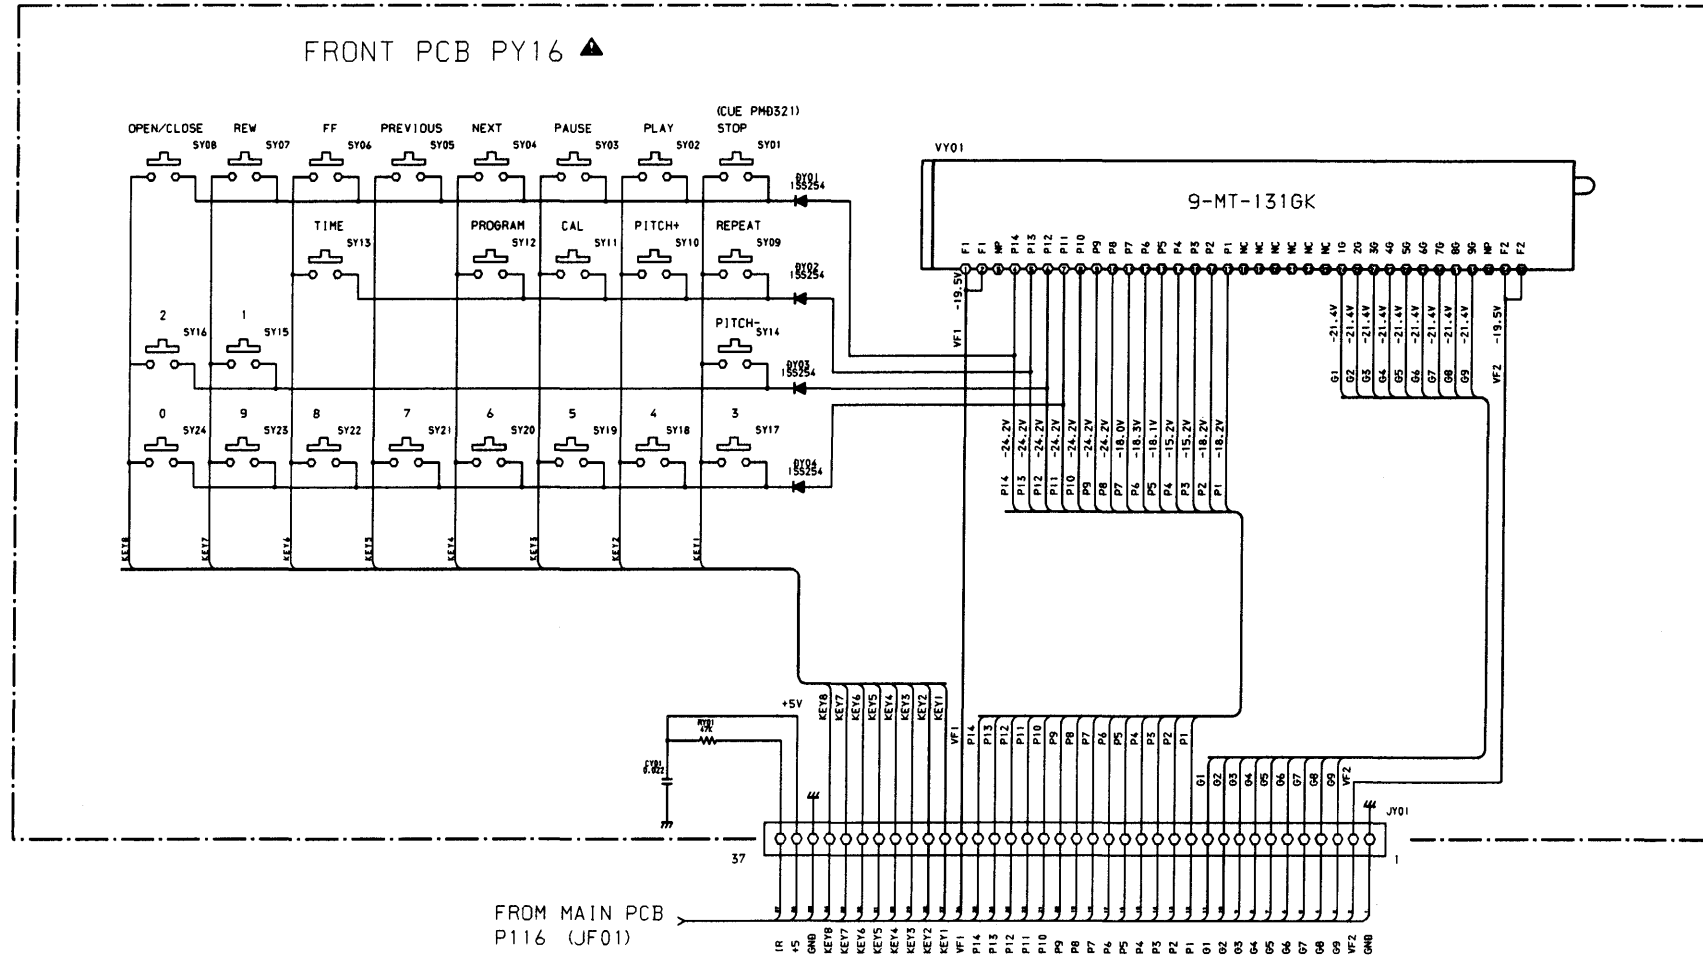 FRONT PCB PY16
(CUE PMD321)
OPEN/CLOSE REW FF PREVIOUS NEXT PAUSE PLAY STOP
SY08 SY07 SY06 SY05 SY04 SY03 SY02 SY01
DY01
1SS254
TIME PROGRAM CAL PITCH+ REPEAT
SY13 SY12 SY11 SY10 SY09
DY02
1SS254
2 1 PITCH-
SY16 SY15 SY14
DY03
1SS254
0 9 8 7 6 5 4 3
SY24 SY23 SY22 SY21 SY20 SY19 SY18 SY17
DY04
1SS254
KEY8 KEY7 KEY6 KEY5 KEY4 KEY3 KEY2 KEY1
VY01
9-MT-131GK
F1 F1 NP P14 P13 P12 P11 P10 P9 P8 P7 P6 P5 P4 P3 P2 P1 NC NC NC NC NC NC 1G 2G 3G 4G 5G 6G 7G 8G 9G NP F2 F2
VF1 -19.5V
-21.4V -21.4V -21.4V -21.4V -21.4V -21.4V -21.4V -21.4V -21.4V
G1 G2 G3 G4 G5 G6 G7 G8 G9
VF2 -19.5V
-24.2V -24.2V -24.2V -24.2V -24.2V -24.2V -24.2V -18.0V -18.3V -18.1V -15.2V -15.2V -18.2V -18.2V
P14 P13 P12 P11 P10 P9 P8 P7 P6 P5 P4 P3 P2 P1
+5V
RY01
47K
CY01
0.022
KEY8 KEY7 KEY6 KEY5 KEY4 KEY3 KEY2 KEY1
VF1 P14 P13 P12 P11 P10 P9 P8 P7 P6 P5 P4 P3 P2 P1
G1 G2 G3 G4 G5 G6 G7 G8 G9 VF2
JY01
37 1
FROM MAIN PCB
P116 (JF01)
IR +5 GND KEY8 KEY7 KEY6 KEY5 KEY4 KEY3 KEY2 KEY1 VF1 P14 P13 P12 P11 P10 P9 P8 P7 P6 P5 P4 P3 P2 P1 G1 G2 G3 G4 G5 G6 G7 G8 G9 VF2 GND